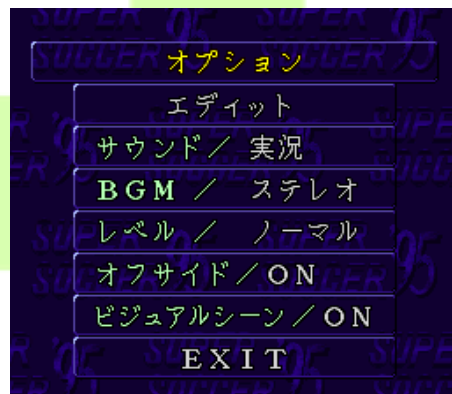 オプション
エディット
サウンド／ 実況
BGM ／ ステレオ
レベル ／ ノーマル
オフサイド／ON
ビジュアルシーン／ON
EXIT